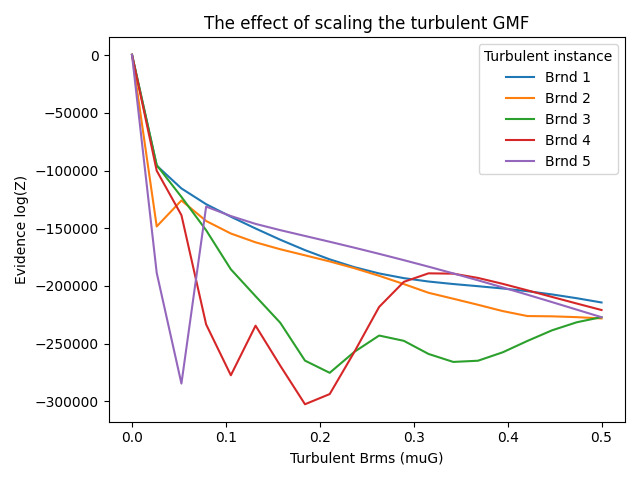 The effect of scaling the turbulent GMF
Turbulent instance
Brnd 1
Brnd 2
Brnd 3
Brnd 4
Brnd 5
Evidence log(Z)
0
−50000
−100000
−150000
−200000
−250000
−300000
0.0 0.1 0.2 0.3 0.4 0.5
Turbulent Brms (muG)